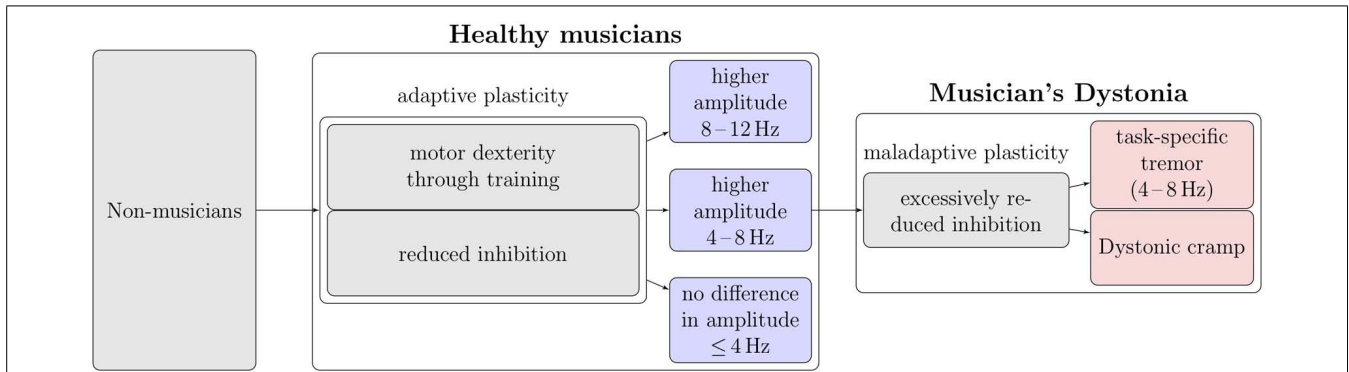 Non-musicians
Healthy musicians
adaptive plasticity
motor dexterity
through training
reduced inhibition
higher
amplitude
8 – 12 Hz
higher
amplitude
4 – 8 Hz
no difference
in amplitude
≤ 4 Hz
Musician's Dystonia
maladaptive plasticity
excessively re-
duced inhibition
task-specific
tremor
(4 – 8 Hz)
Dystonic cramp